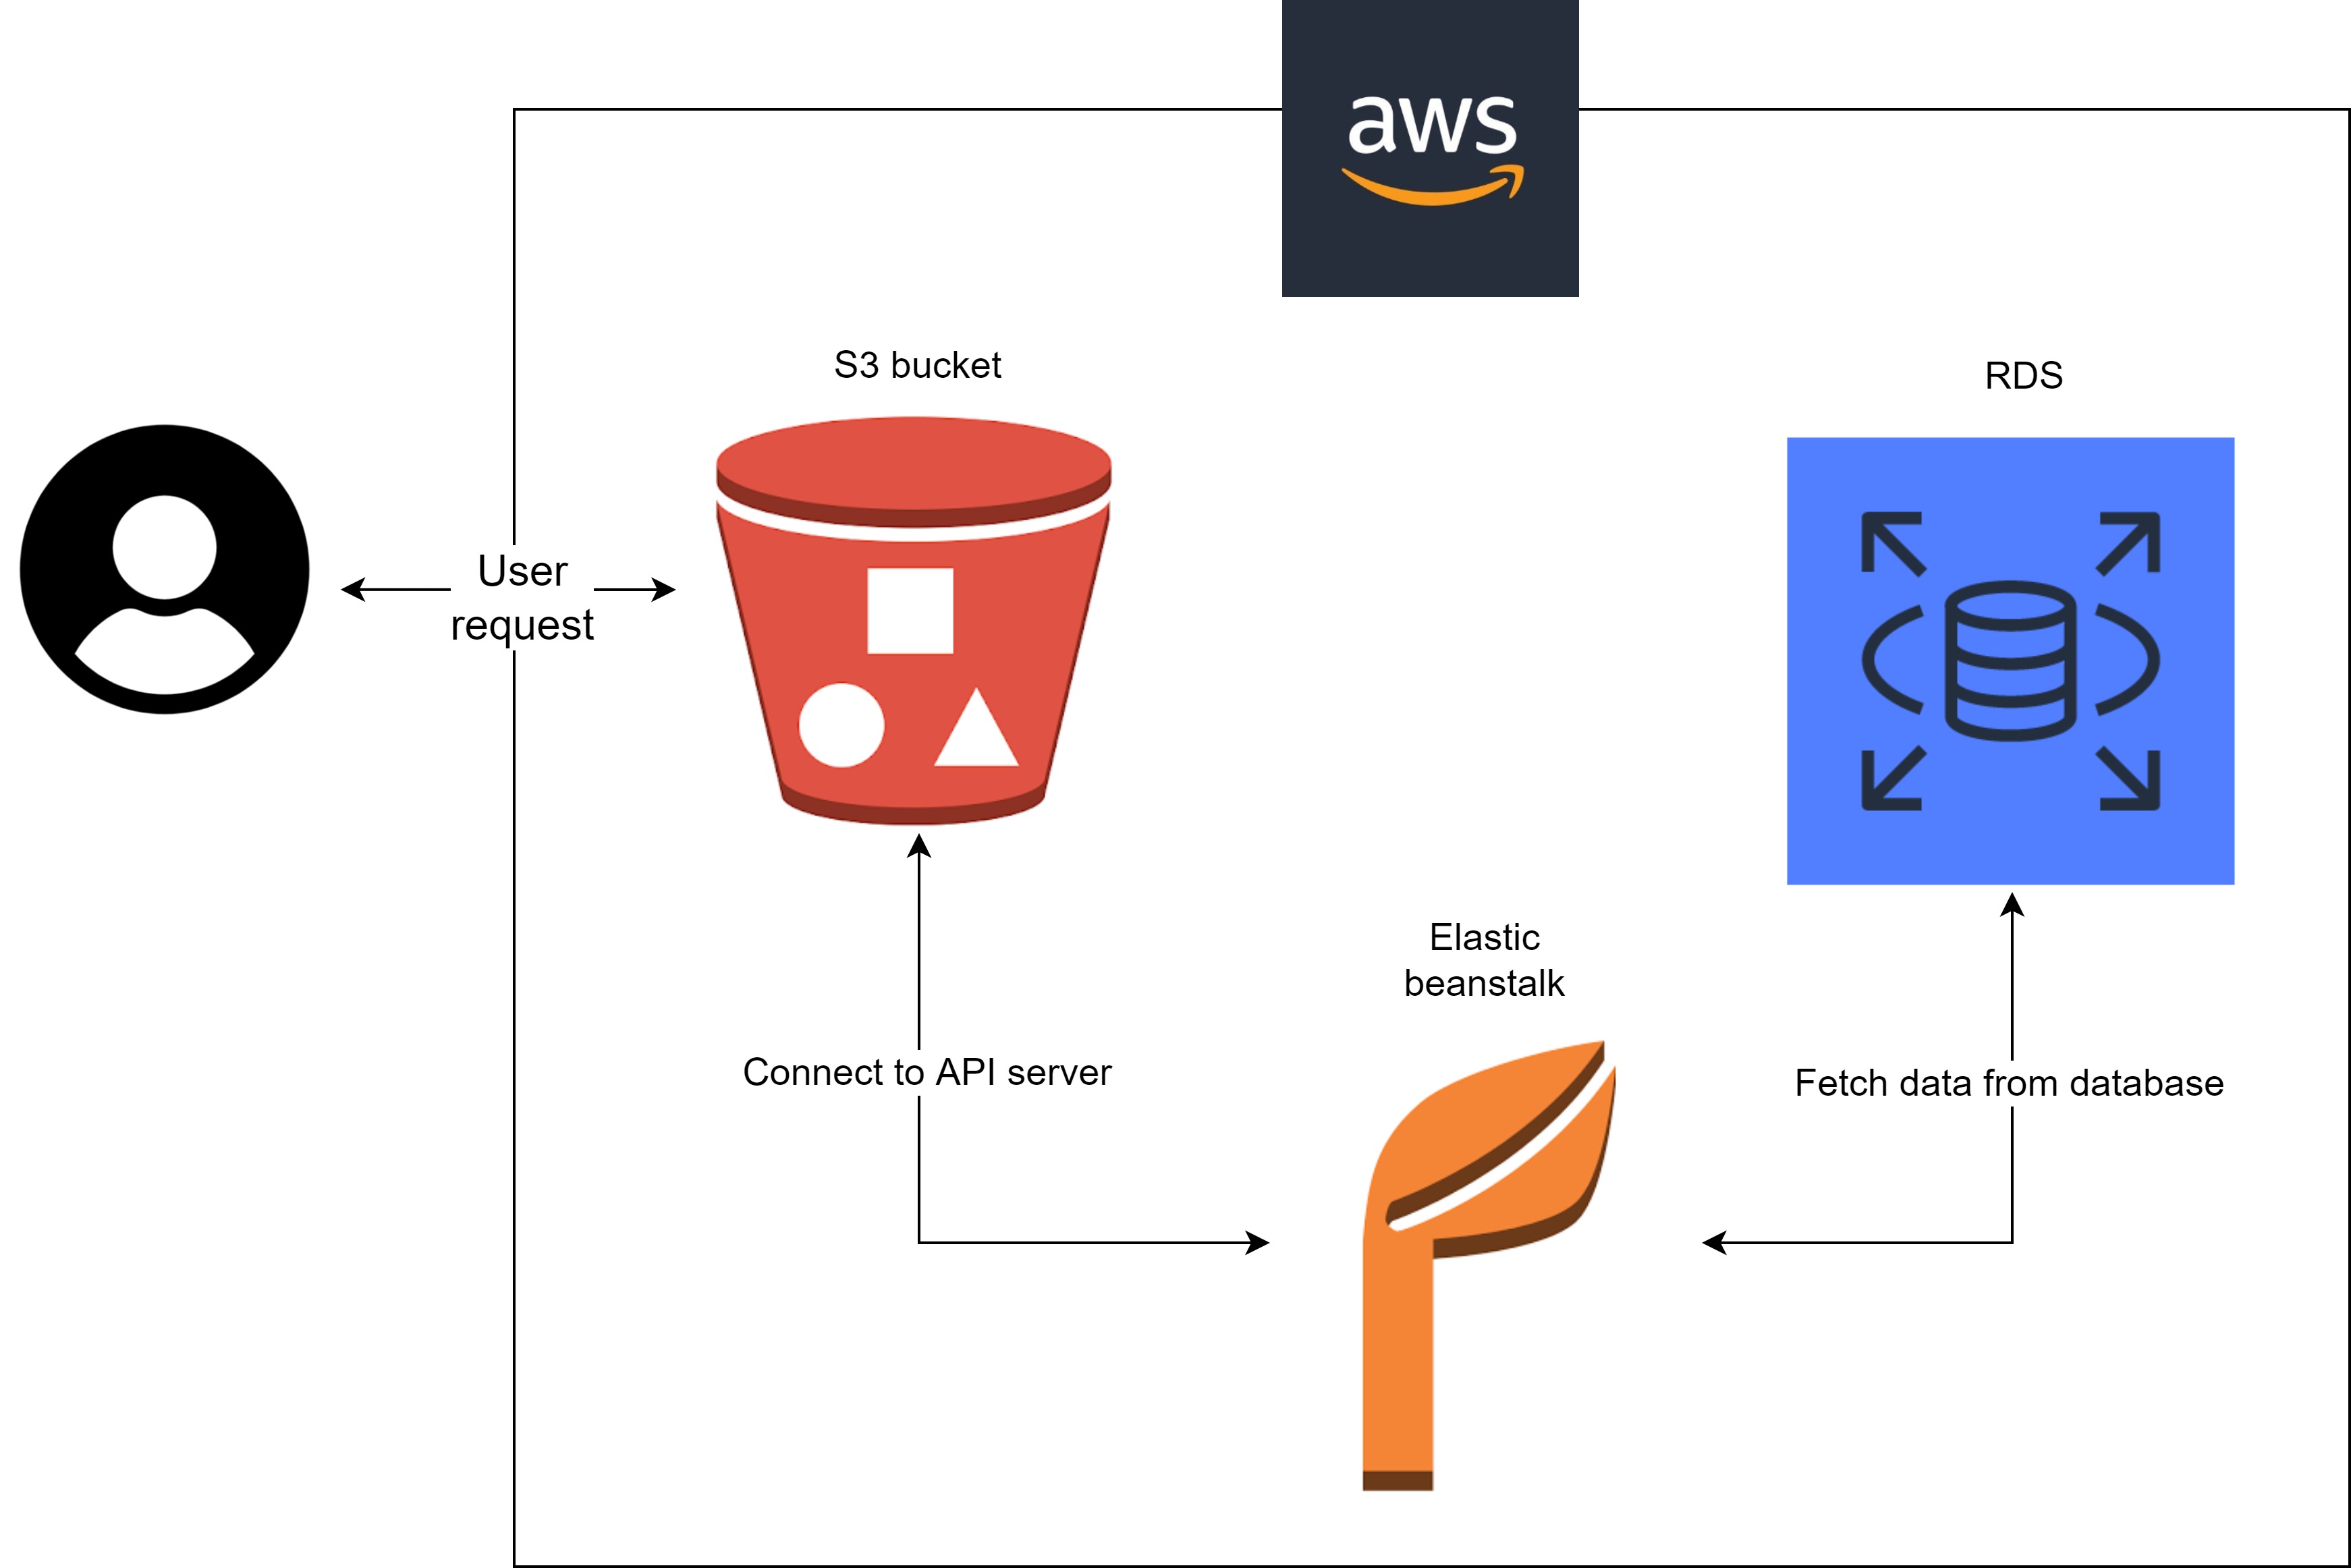 aws
S3 bucket
RDS
User
request
Elastic
beanstalk
Connect to API server
Fetch data from database